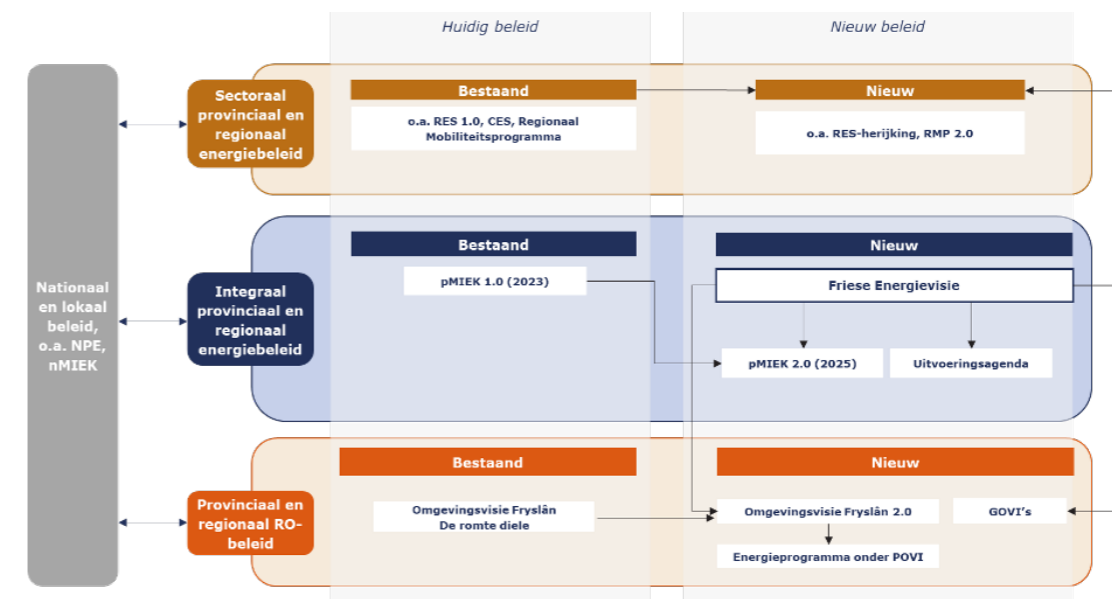 Huidig beleid
Nieuw beleid
Nationaal
en lokaal
beleid,
o.a. NPE,
nMIEK
Sectoraal
provinciaal en
regionaal
energiebeleid
Bestaand
o.a. RES 1.0, CES, Regionaal
Mobiliteitsprogramma
Nieuw
o.a. RES-herijking, RMP 2.0
Integraal
provinciaal en
regionaal
energiebeleid
Bestaand
pMIEK 1.0 (2023)
Nieuw
Friese Energievisie
pMIEK 2.0 (2025)
Uitvoeringsagenda
Provinciaal en
regionaal RO-
beleid
Bestaand
Omgevingsvisie Fryslân
De romte diele
Nieuw
Omgevingsvisie Fryslân 2.0
GOVI’s
Energieprogramma onder POVI